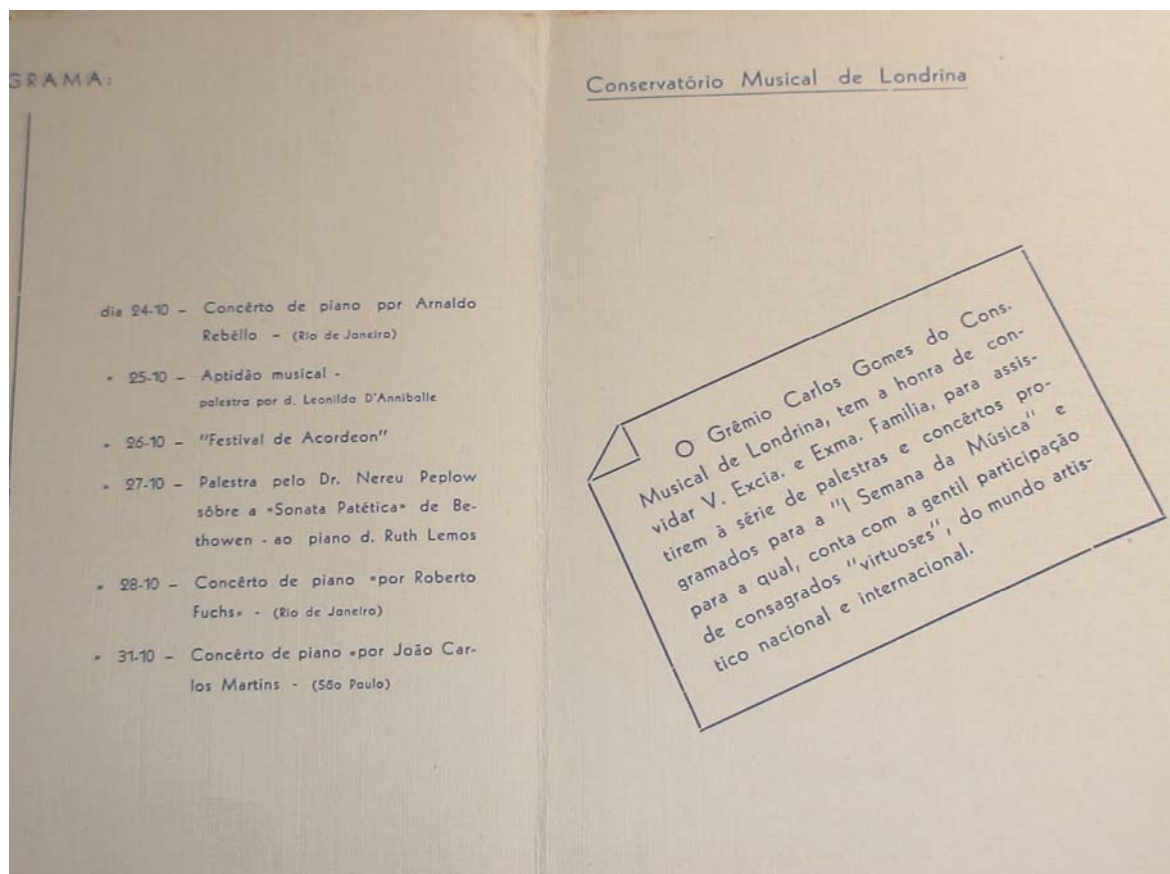 GRAMA:
dia 24-10 – Concêrto de piano por Arnaldo
Rebêllo – (Rio de Janeiro)
" 25-10 – Aptidão musical -
palestra por d. Leonilda D'Anniballe
" 26-10 – "Festival de Acordeon"
" 27-10 – Palestra pelo Dr. Nereu Peplow
sôbre a «Sonata Patética» de Be-
thowen - ao piano d. Ruth Lemos
" 28-10 – Concêrto de piano «por Roberto
Fuchs» - (Rio de Janeiro)
" 31-10 – Concêrto de piano «por João Car-
los Martins - (São Paulo)
Conservatório Musical de Londrina
O Grêmio Carlos Gomes do Cons.
Musical de Londrina, tem a honra de con-
vidar V. Excia. e Exma. Familia, para assis-
tirem à série de palestras e concêrtos pro-
gramados para a "I Semana da Música" e
para a qual, conta com a gentil participação
de consagrados "virtuoses", do mundo artis-
tico nacional e internacional.